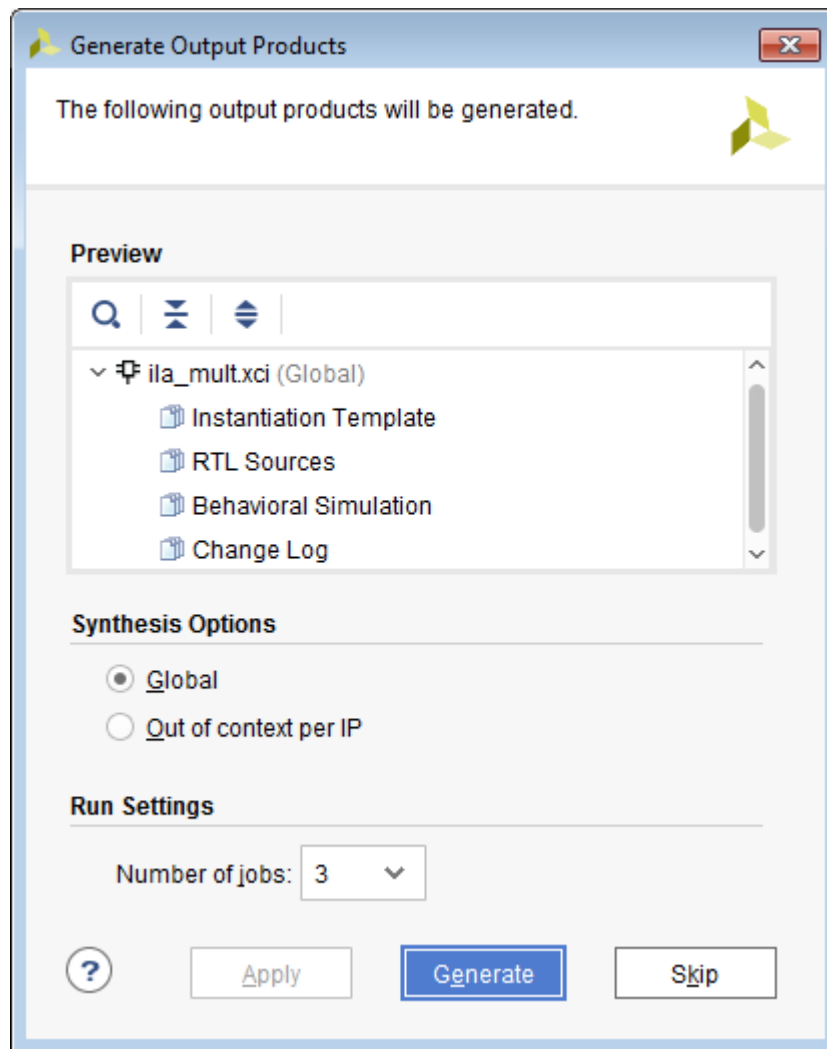 Generate Output Products
The following output products will be generated.
Preview
ila_mult.xci (Global)
Instantiation Template
RTL Sources
Behavioral Simulation
Change Log
Synthesis Options
Global
Out of context per IP
Run Settings
Number of jobs: 3
? Apply Generate Skip